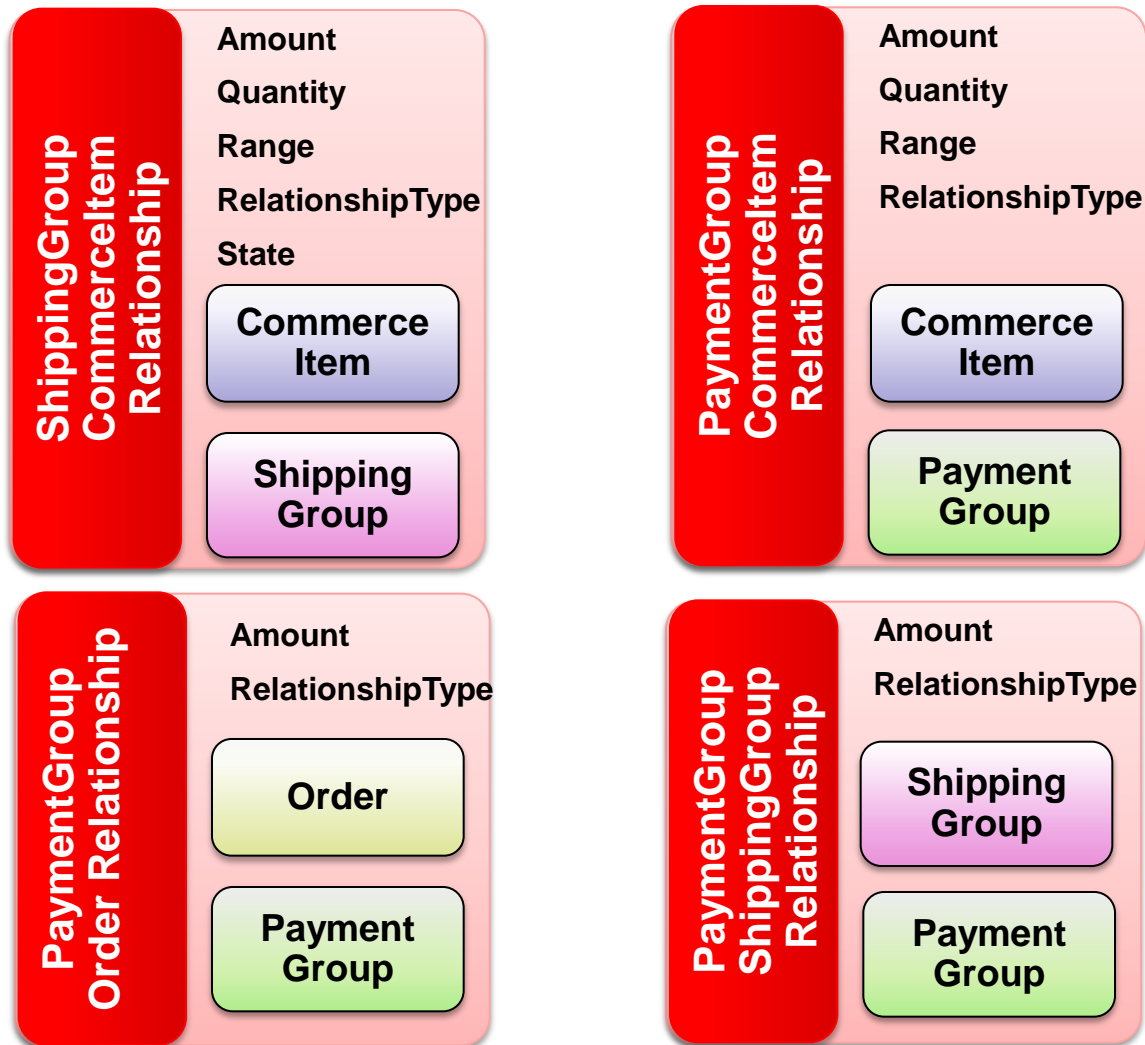 ShippingGroup
CommerceItem
Relationship
Amount
Quantity
Range
RelationshipType
State
Commerce
Item
Shipping
Group
PaymentGroup
CommerceItem
Relationship
Amount
Quantity
Range
RelationshipType
Commerce
Item
Payment
Group
PaymentGroup
Order Relationship
Amount
RelationshipType
Order
Payment
Group
PaymentGroup
ShippingGroup
Relationship
Amount
RelationshipType
Shipping
Group
Payment
Group